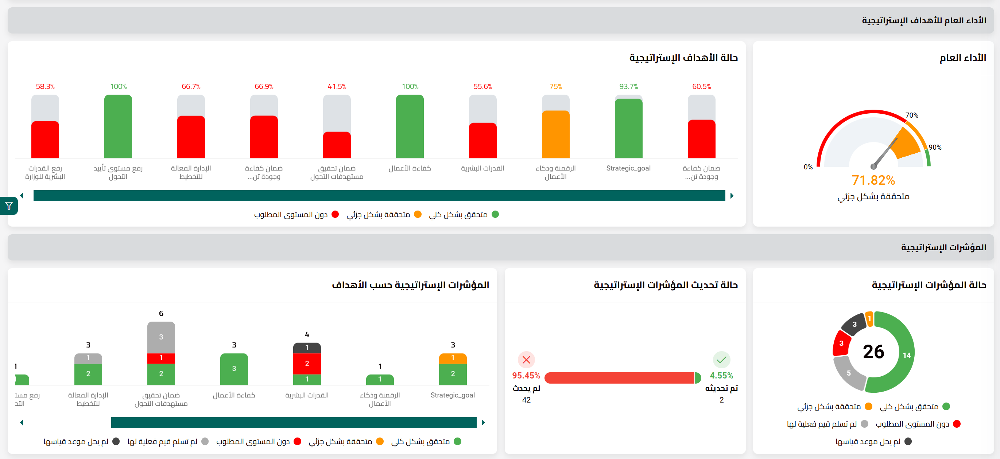 الأداء العام للأهداف الإستراتيجية
الأداء العام
70%
90%
0%
71.82%
متحققة بشكل جزئي
حالة الأهداف الإستراتيجية
60.5%
93.7%
75%
55.6%
100%
41.5%
66.9%
66.7%
100%
58.3%
ضمان كفاءة
وجودة تن...
Strategic_goal
الرقمنة وذكاء
الأعمال
القدرات البشرية
كفاءة الأعمال
ضمان تحقيق
مستهدفات التحول
ضمان كفاءة
وجودة تن...
الإدارة الفعالة
للتخطيط
رفع مستوى تأييد
التحول
رفع القدرات
البشرية للوزارة
متحقق بشكل كلي
متحققة بشكل جزئي
دون المستوى المطلوب
المؤشرات الإستراتيجية
حالة المؤشرات الإستراتيجية
1
3
3
5
14
26
متحقق بشكل كلي
متحققة بشكل جزئي
دون المستوى المطلوب
لم تسلم قيم فعلية لها
لم يحل موعد قياسها
حالة تحديث المؤشرات الإستراتيجية
4.55%
تم تحديثه
2
95.45%
لم يحدث
42
المؤشرات الإستراتيجية حسب الأهداف
3
1
2
Strategic_goal
1
1
الرقمنة وذكاء
الأعمال
4
1
2
1
القدرات البشرية
3
3
كفاءة الأعمال
6
3
1
2
ضمان تحقيق
مستهدفات التحول
3
1
2
الإدارة الفعالة
للتخطيط
1
رفع مست
التح
متحقق بشكل كلي
متحققة بشكل جزئي
دون المستوى المطلوب
لم تسلم قيم فعلية لها
لم يحل موعد قياسها